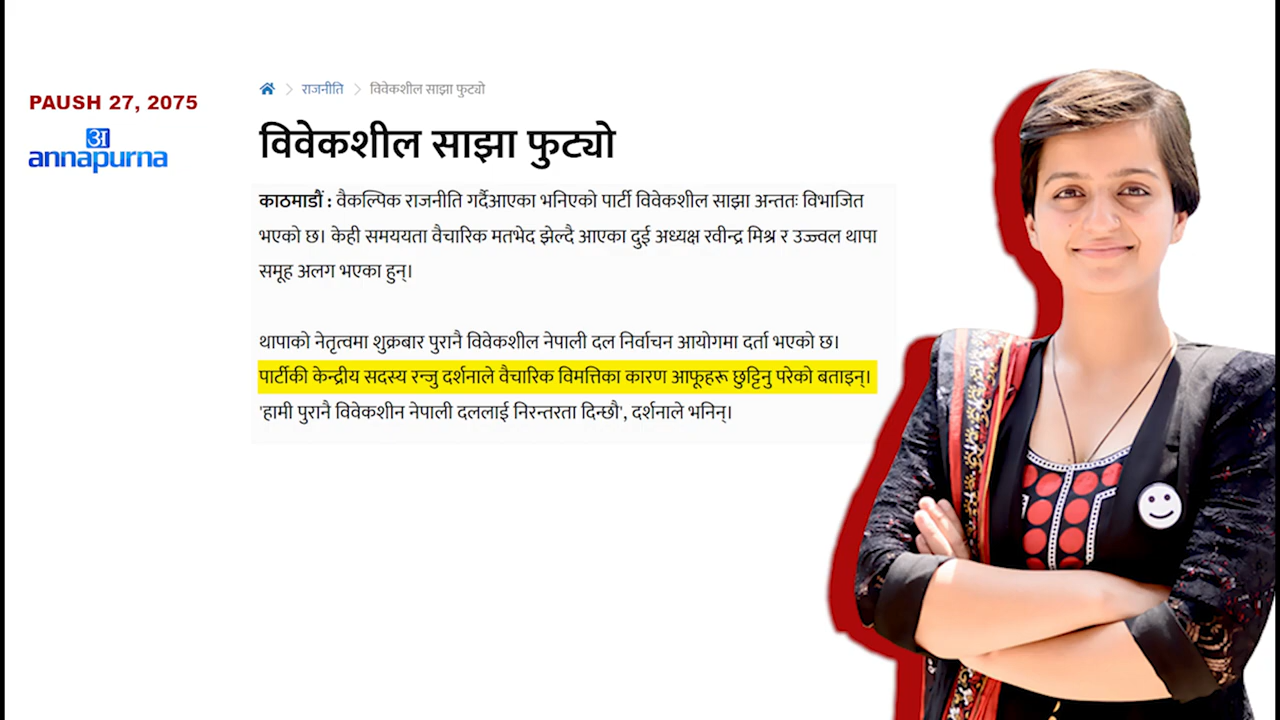 PAUSH 27, 2075
अ
annapurna
राजनीति > विवेकशील साझा फुट्यो
विवेकशील साझा फुट्यो
काठमाडौं : वैकल्पिक राजनीति गर्दैआएका भनिएको पार्टी विवेकशील साझा अन्ततः विभाजित
भएको छ। केही समययता वैचारिक मतभेद झेल्दै आएका दुई अध्यक्ष रवीन्द्र मिश्र र उज्ज्वल थापा
समूह अलग भएका हुन्।
थापाको नेतृत्वमा शुक्रबार पुरानै विवेकशील नेपाली दल निर्वाचन आयोगमा दर्ता भएको छ।
पार्टीकी केन्द्रीय सदस्य रन्जु दर्शनाले वैचारिक विमत्तिका कारण आफूहरू छुट्टिनु परेको बताइन्।
'हामी पुरानै विवेकशीन नेपाली दललाई निरन्तरता दिन्छौ', दर्शनाले भनिन्।